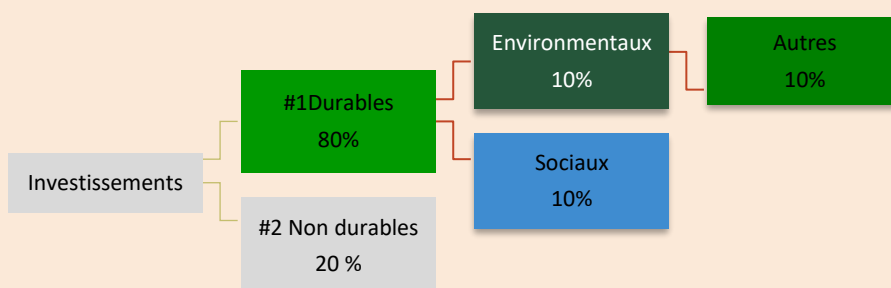 Investissements
#1Durables
80%
#2 Non durables
20 %
Environmentaux
10%
Sociaux
10%
Autres
10%